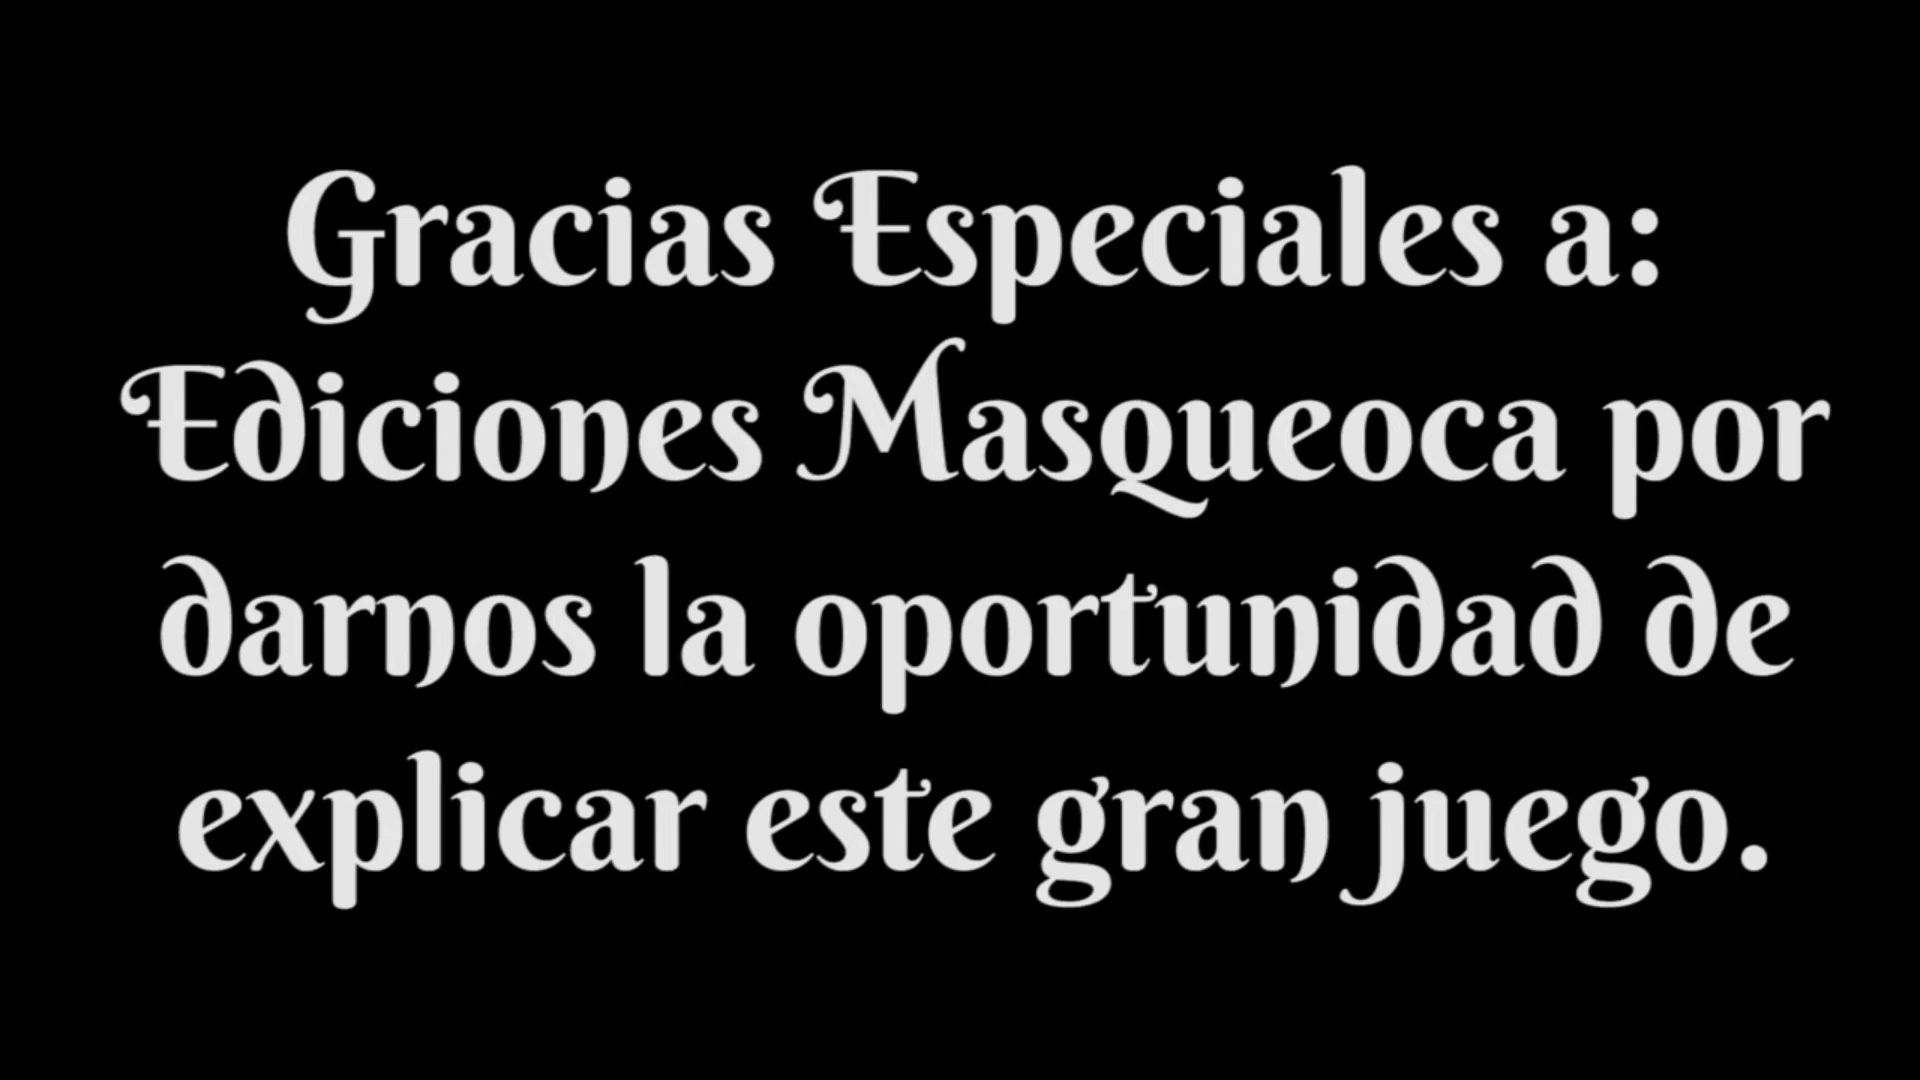 Gracias Especiales a:
Ediciones Masqueoca por
darnos la oportunidad de
explicar este gran juego.